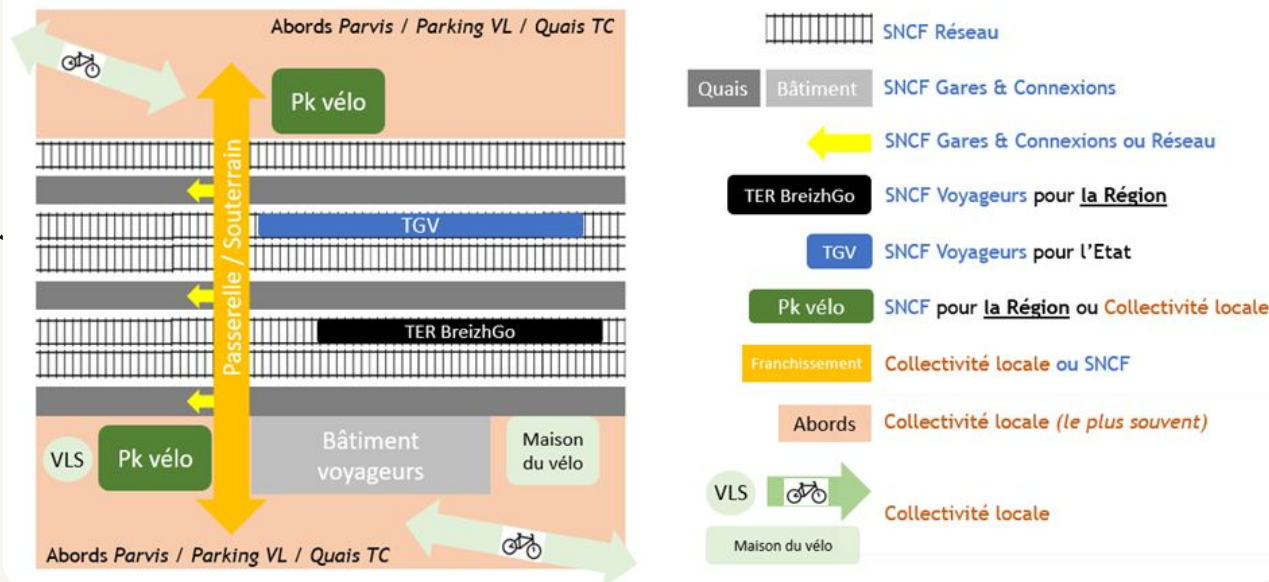 Abords Parvis / Parking VL / Quais TC
Pk vélo
Passerelle / Souterrain
TGV
TER BreizhGo
VLS
Pk vélo
Bâtiment
voyageurs
Maison
du vélo
Abords Parvis / Parking VL / Quais TC
SNCF Réseau
Quais Bâtiment SNCF Gares & Connexions
SNCF Gares & Connexions ou Réseau
TER BreizhGo SNCF Voyageurs pour la Région
TGV SNCF Voyageurs pour l'Etat
Pk vélo SNCF pour la Région ou Collectivité locale
Franchissement Collectivité locale ou SNCF
Abords Collectivité locale (le plus souvent)
VLS
Collectivité locale
Maison du vélo